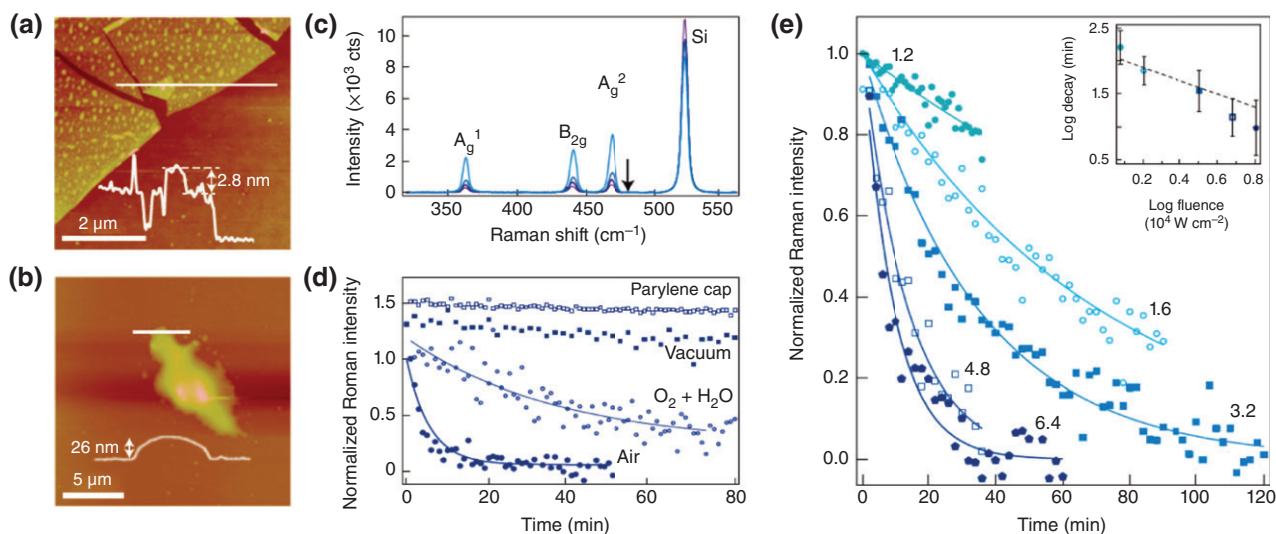 (a)
2.8 nm
2 μm
(b)
26 nm
5 μm
(c)
Intensity (×10³ cts)
10
8
6
4
2
0
A_g^1
B_2g
A_g^2
Si
350
400
450
500
550
Raman shift (cm⁻¹)
(d)
Normalized Roman intensity
1.5
1.0
0.5
0
Parylene cap
Vacuum
O₂ + H₂O
Air
0
20
40
60
80
Time (min)
(e)
Normalized Raman intensity
1.0
0.8
0.6
0.4
0.2
0.0
1.2
1.6
4.8
3.2
6.4
0
20
40
60
80
100
120
Time (min)
Log decay (min)
2.5
1.5
0.5
0.2
0.4
0.6
0.8
Log fluence
(10⁴ W cm⁻²)